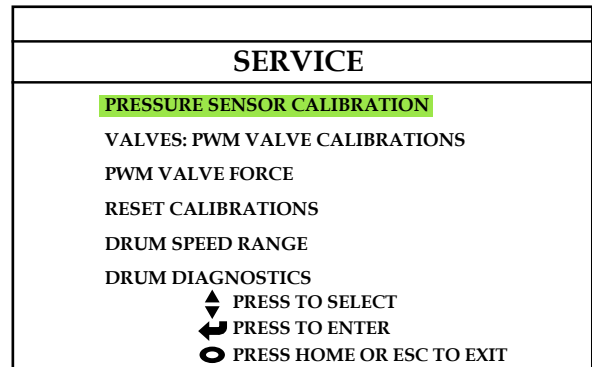 SERVICE
PRESSURE SENSOR CALIBRATION
VALVES: PWM VALVE CALIBRATIONS
PWM VALVE FORCE
RESET CALIBRATIONS
DRUM SPEED RANGE
DRUM DIAGNOSTICS
PRESS TO SELECT
PRESS TO ENTER
PRESS HOME OR ESC TO EXIT